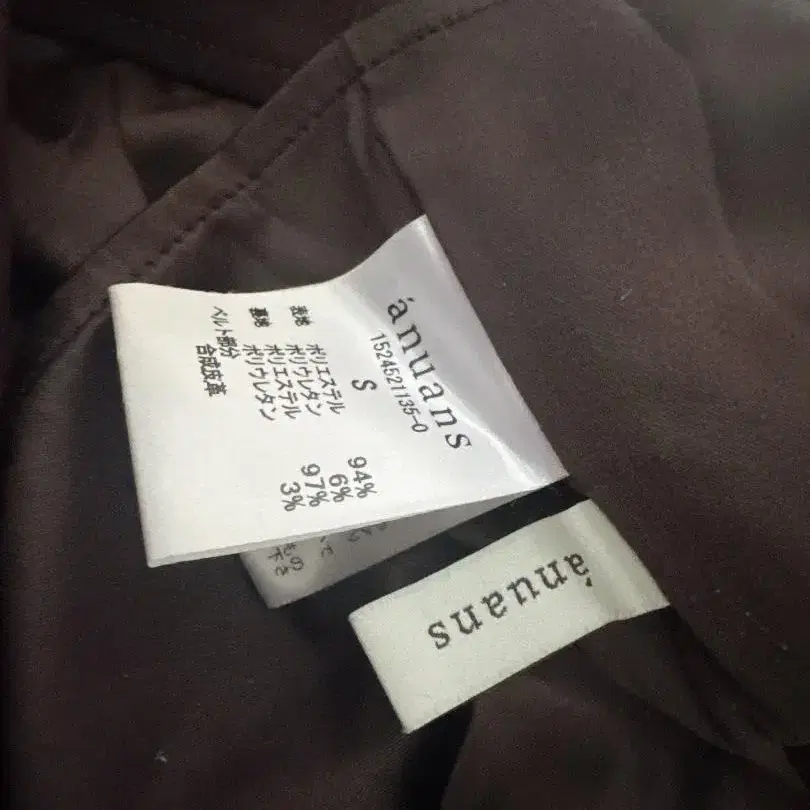 ánuans
1524521135-0
S
表地 ポリエステル 94%
ポリウレタン 6%
裏地 ポリエステル 97%
ポリウレタン 3%
ベルト部分
合成皮革
ánuans